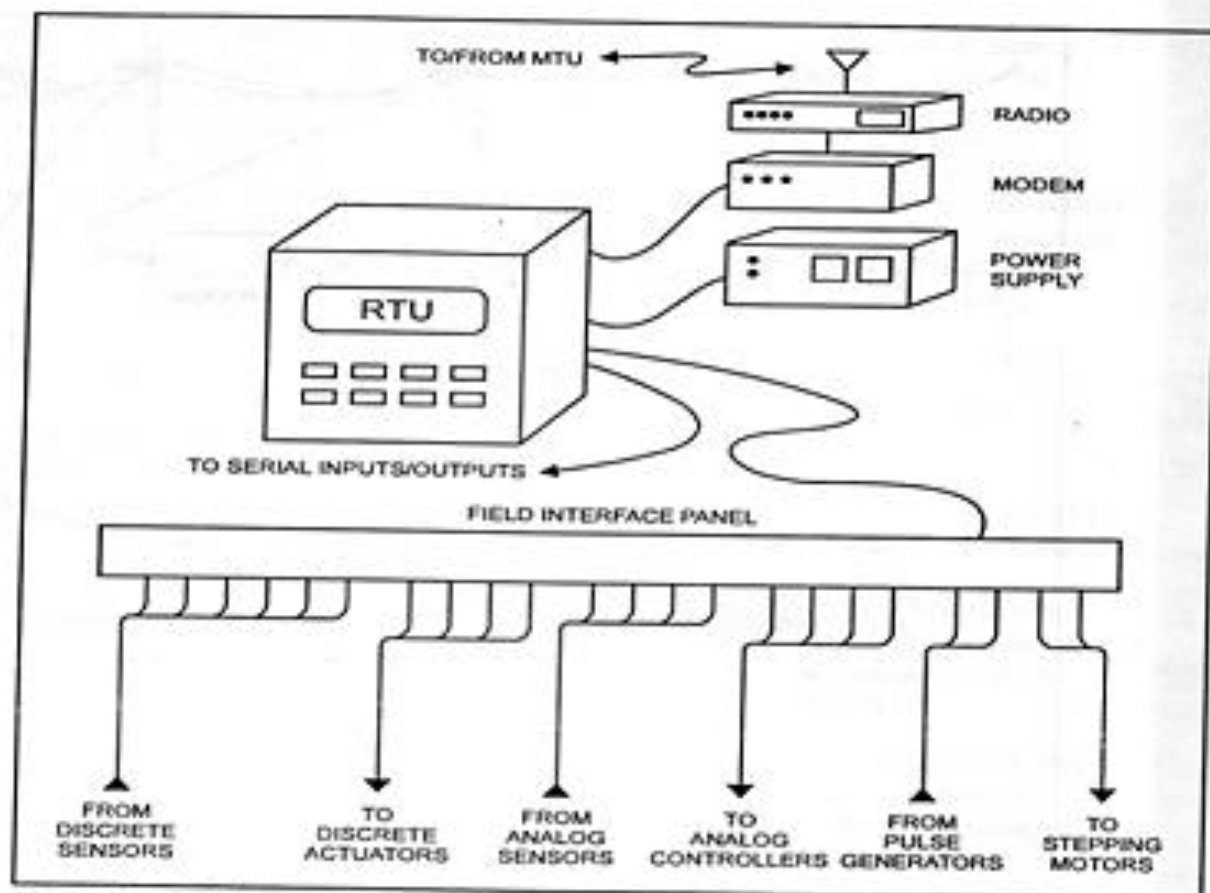 TO/FROM MTU
RADIO
MODEM
POWER
SUPPLY
RTU
TO SERIAL INPUTS/OUTPUTS
FIELD INTERFACE PANEL
FROM
DISCRETE
SENSORS
TO
DISCRETE
ACTUATORS
FROM
ANALOG
SENSORS
TO
ANALOG
CONTROLLERS
FROM
PULSE
GENERATORS
TO
STEPPING
MOTORS